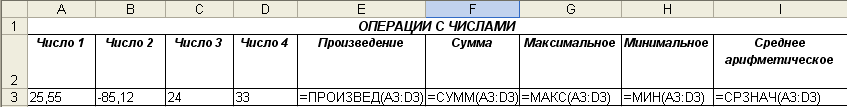 A B C D E F G H I
1 ОПЕРАЦИИ С ЧИСЛАМИ
2 Число 1 Число 2 Число 3 Число 4 Произведение Сумма Максимальное Минимальное Среднее арифметическое
3 25,55 -85,12 24 33 =ПРОИЗВЕД(A3:D3) =СУММ(A3:D3) =МАКС(A3:D3) =МИН(A3:D3) =СРЗНАЧ(A3:D3)